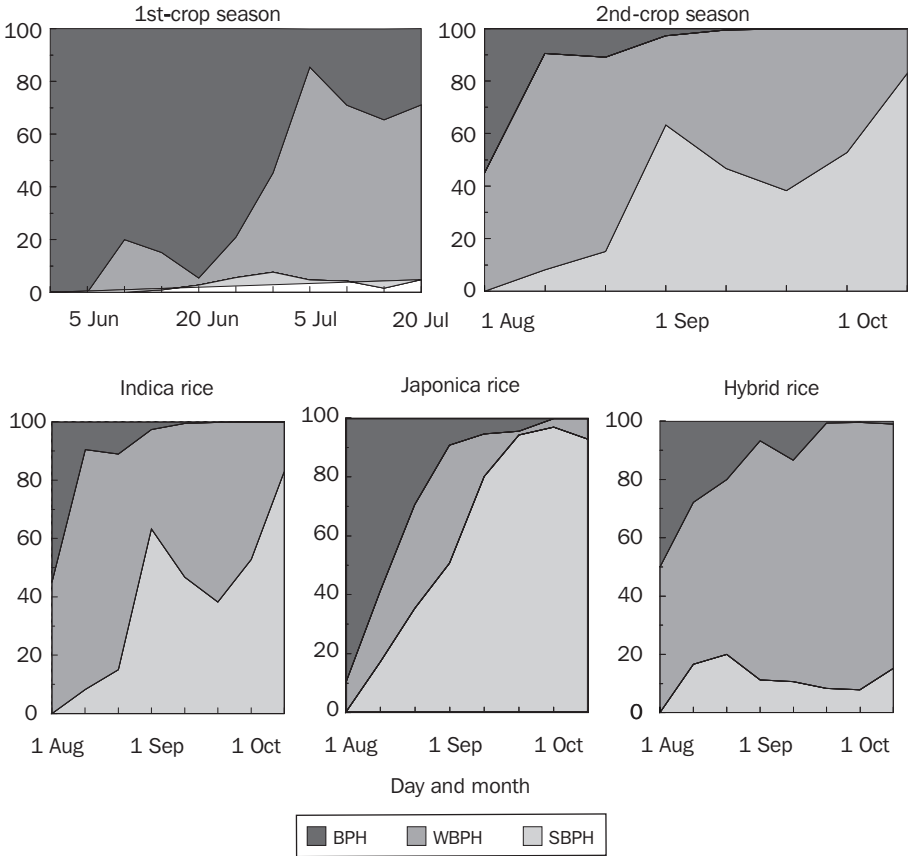 1st-crop season
100
80
60
40
20
0
5 Jun 20 Jun 5 Jul 20 Jul
2nd-crop season
100
80
60
40
20
0
1 Aug 1 Sep 1 Oct
Indica rice
100
80
60
40
20
0
1 Aug 1 Sep 1 Oct
Japonica rice
100
80
60
40
20
0
1 Aug 1 Sep 1 Oct
Hybrid rice
100
80
60
40
20
0
1 Aug 1 Sep 1 Oct
Day and month
BPH WBPH SBPH